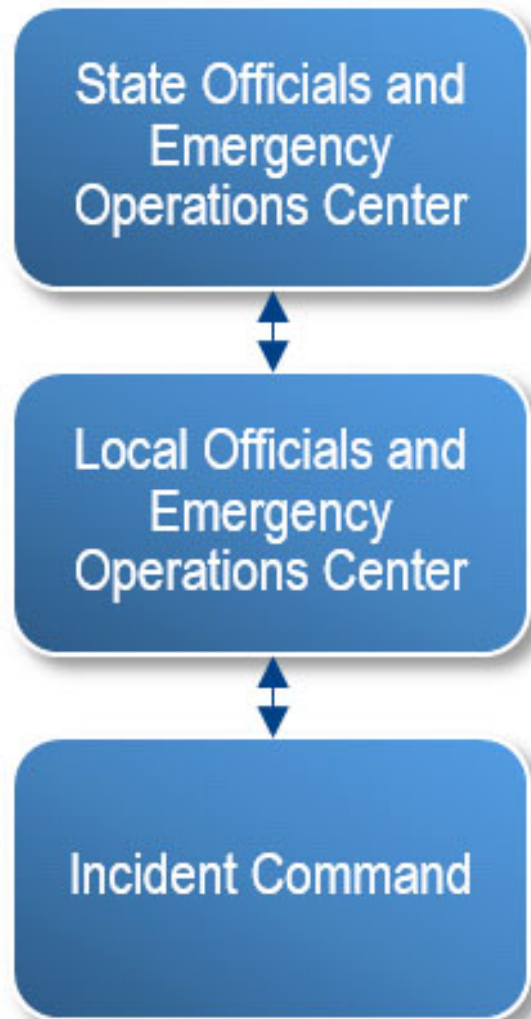 State Officials and
Emergency
Operations Center
Local Officials and
Emergency
Operations Center
Incident Command